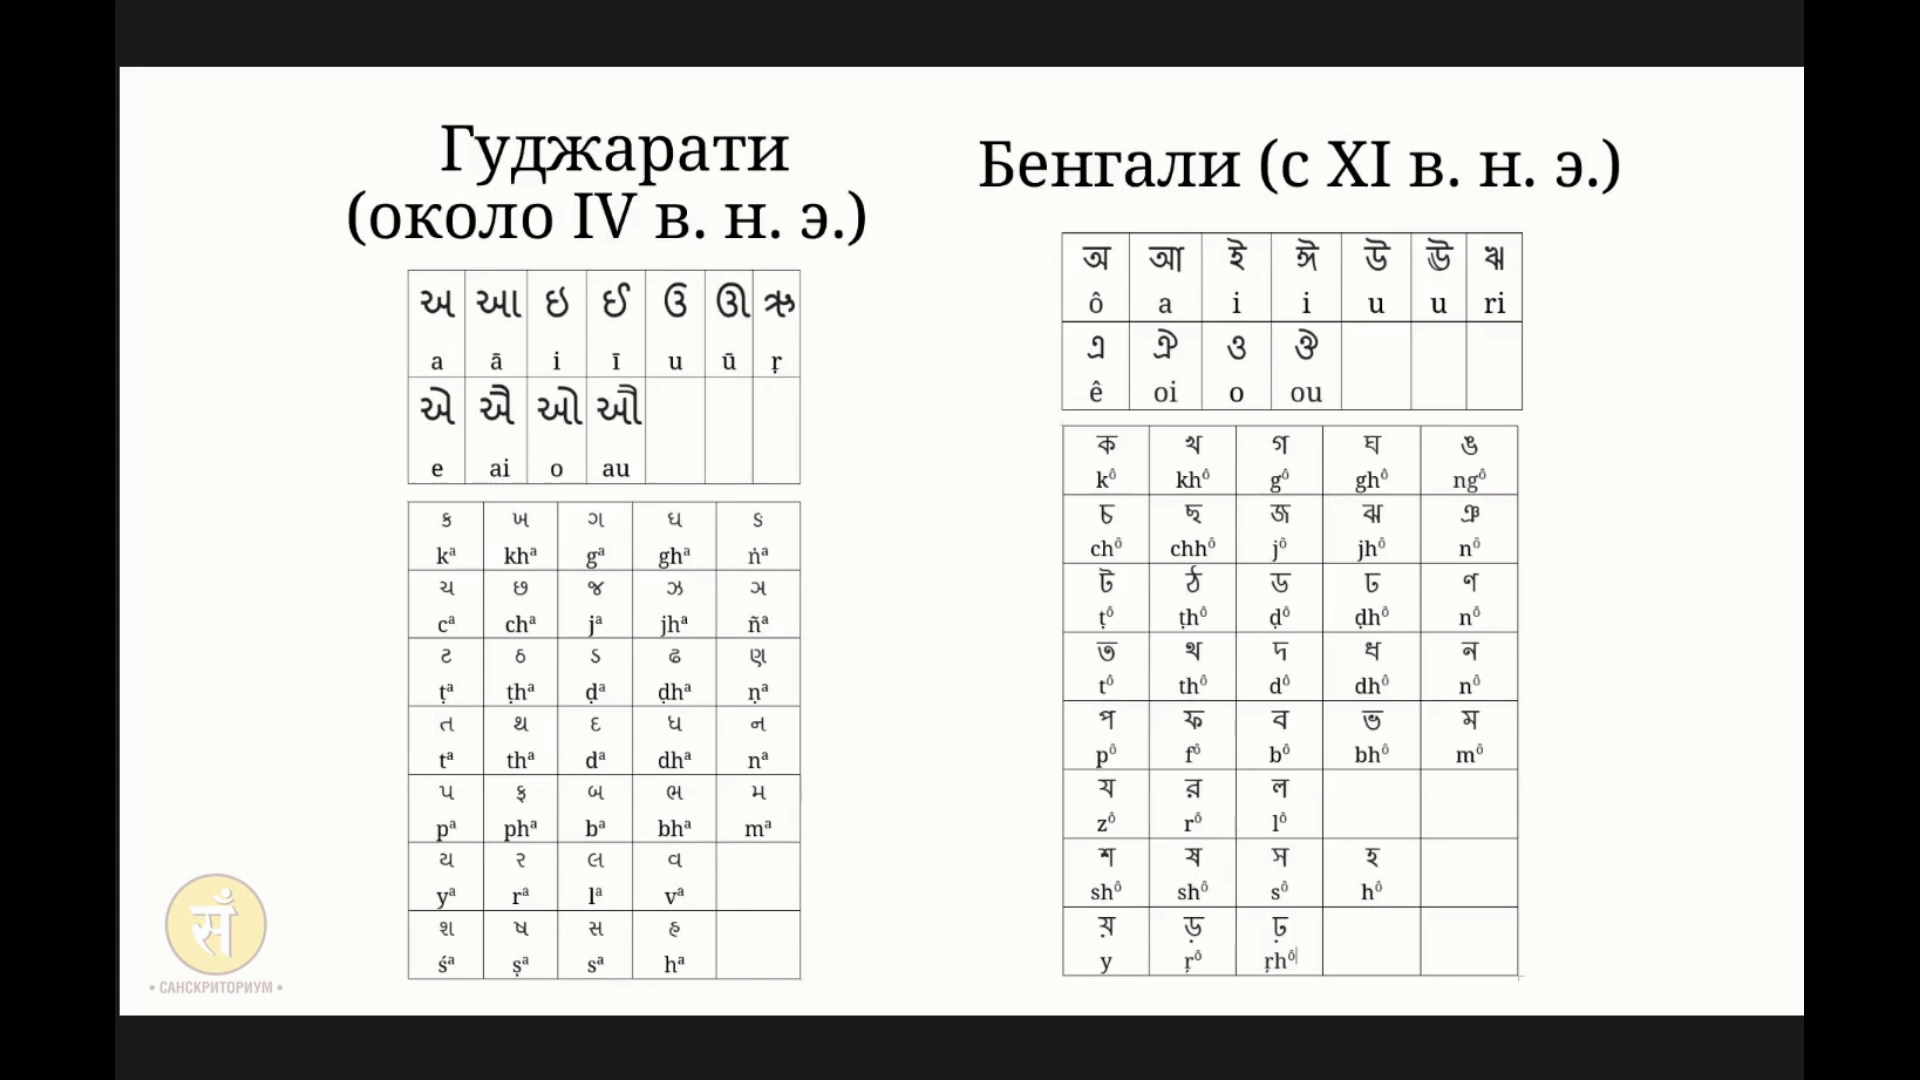 Гуджарати
(около IV в. н. э.)
અ આ ઇ ઈ ઉ ઊ ઋ
a ā i ī u ū ṛ
એ ઐ ઓ ઔ
e ai o au
ક ખ ગ ઘ ઙ
kª khª gª ghª ṅª
ચ છ જ ઝ ઞ
cª chª jª jhª ñª
ટ ઠ ડ ઢ ણ
ṭª ṭhª ḍª ḍhª ṇª
ત થ દ ધ ન
tª thª dª dhª nª
પ ફ બ ભ મ
pª phª bª bhª mª
ય ર લ વ
yª rª lª vª
શ ષ સ હ
śª ṣª sª hª
Бенгали (с XI в. н. э.)
অ আ ই ঈ উ ঊ ঋ
ô a i i u u ri
এ ঐ ও ঔ
ê oi o ou
ক খ গ ঘ ঙ
kô khô gô ghô ngô
চ ছ জ ঝ ঞ
chô chhô jô jhô nô
ট ঠ ড ঢ ণ
ṭô ṭhô ḍô ḍhô nô
ত থ দ ধ ন
tô thô dô dhô nô
প ফ ব ভ ম
pô fô bô bhô mô
য র ল
zô rô lô
শ ষ স হ
shô shô sô hô
য় ড় ঢ়
y ṛô ṛhô
सँ
• САНСКРИТОРИУМ •